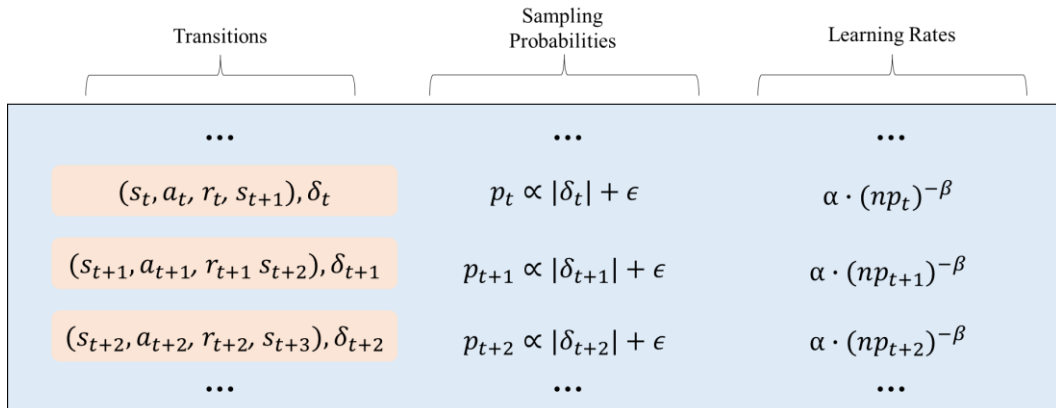 Transitions
Sampling
Probabilities
Learning Rates
... ... ...
(s_t, a_t, r_t, s_{t+1}), δ_t p_t ∝ |δ_t| + ϵ α · (np_t)^{-β}
(s_{t+1}, a_{t+1}, r_{t+1} s_{t+2}), δ_{t+1} p_{t+1} ∝ |δ_{t+1}| + ϵ α · (np_{t+1})^{-β}
(s_{t+2}, a_{t+2}, r_{t+2}, s_{t+3}), δ_{t+2} p_{t+2} ∝ |δ_{t+2}| + ϵ α · (np_{t+2})^{-β}
... ... ...